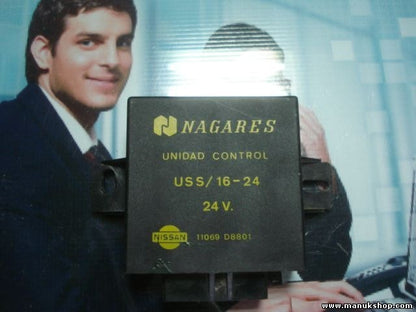 NAGARES
UNIDAD CONTROL
USS/16-24
24 V.
NISSAN 11069 D8801
www.manukshop.com